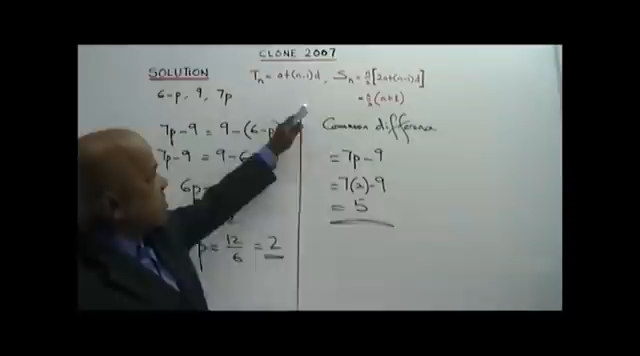 CLONE 2007
SOLUTION
Tn = a+(n-1)d, Sn = n/2[2a+(n-1)d]
= n/2(a+l)
6-p, 9, 7p
7p-9 = 9-(6-p)
7p-9 = 9-6
6p
p = 12/6 = 2
Common difference
= 7p-9
= 7(2)-9
= 5